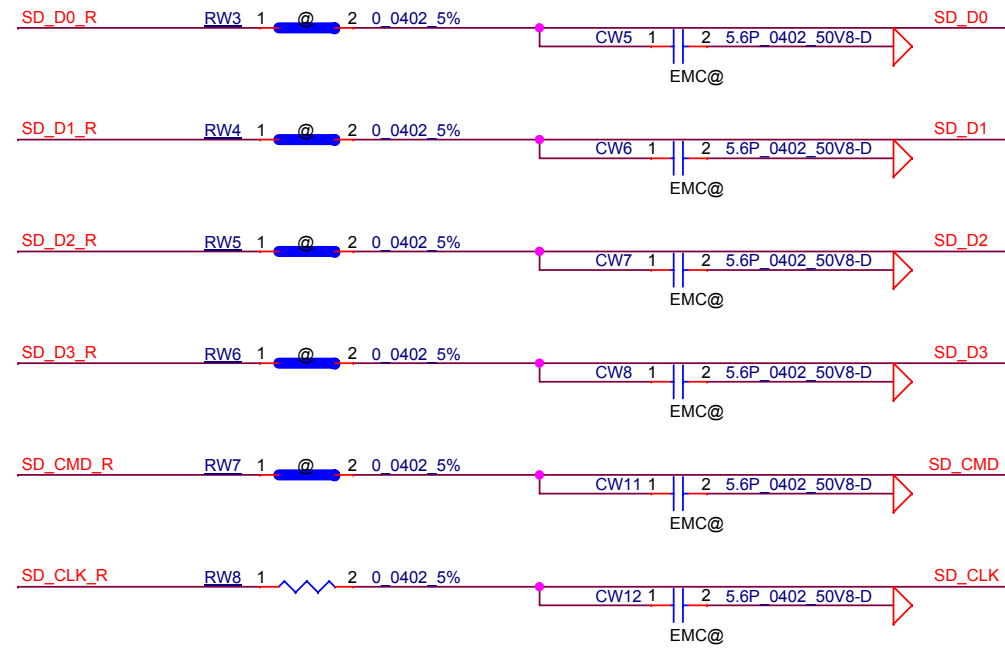 SD_D0_R RW3 1 @ 2 0_0402_5% SD_D0
CW5 1 2 5.6P_0402_50V8-D
EMC@
SD_D1_R RW4 1 @ 2 0_0402_5% SD_D1
CW6 1 2 5.6P_0402_50V8-D
EMC@
SD_D2_R RW5 1 @ 2 0_0402_5% SD_D2
CW7 1 2 5.6P_0402_50V8-D
EMC@
SD_D3_R RW6 1 @ 2 0_0402_5% SD_D3
CW8 1 2 5.6P_0402_50V8-D
EMC@
SD_CMD_R RW7 1 @ 2 0_0402_5% SD_CMD
CW11 1 2 5.6P_0402_50V8-D
EMC@
SD_CLK_R RW8 1 2 0_0402_5% SD_CLK
CW12 1 2 5.6P_0402_50V8-D
EMC@